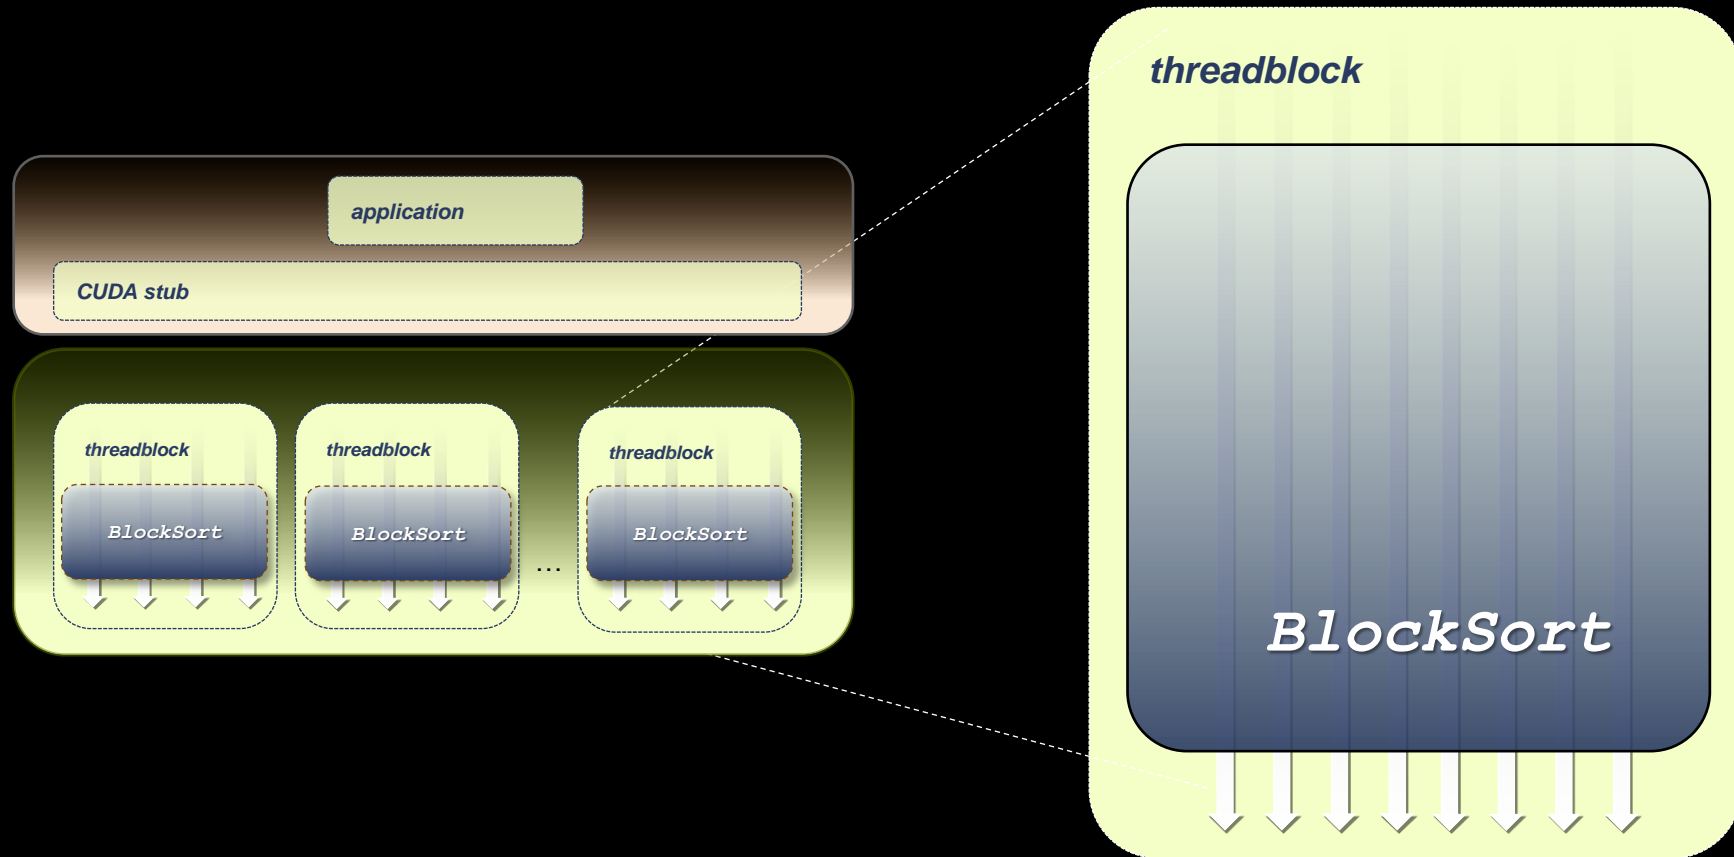 application
CUDA stub
threadblock
threadblock
threadblock
BlockSort
BlockSort
BlockSort
...
threadblock
BlockSort